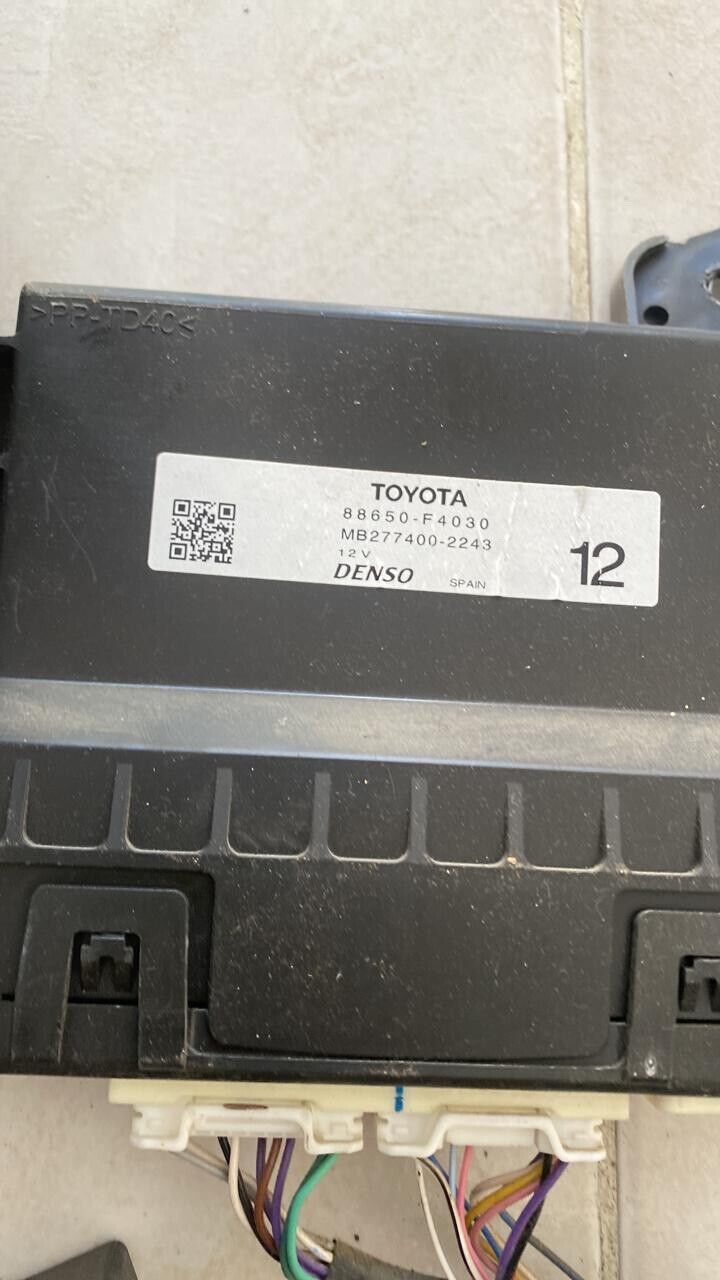 >PP-TD40<
TOYOTA
88650-F4030
MB277400-2243
12V
DENSO SPAIN
12